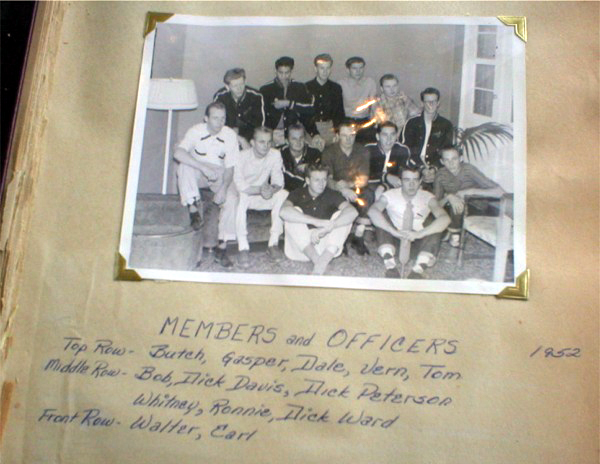 MEMBERS and OFFICERS 1952
Top Row - Butch, Gasper, Dale, Vern, Tom
Middle Row - Bob, Dick Davis, Dick Peterson
Whitney, Ronnie, Dick Ward
Front Row - Walter, Earl